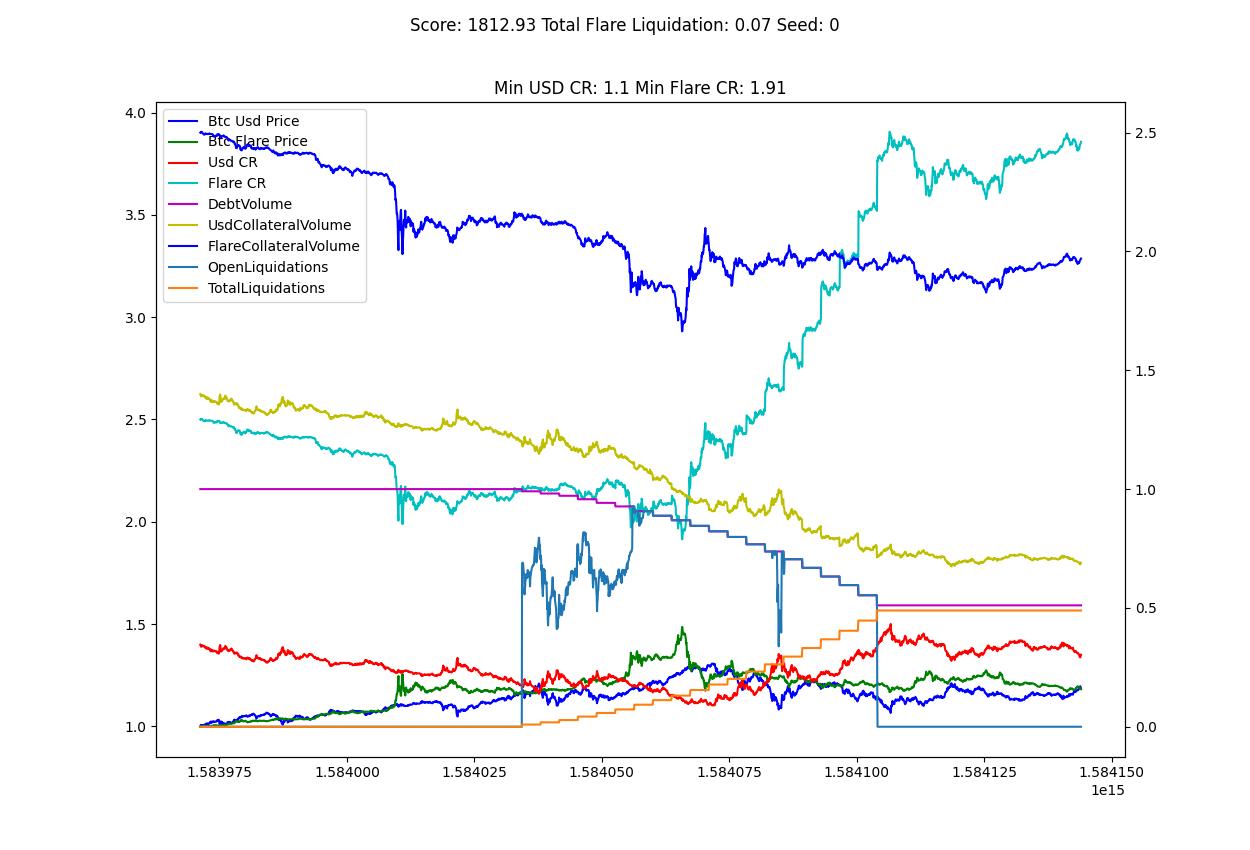 Score: 1812.93 Total Flare Liquidation: 0.07 Seed: 0
Min USD CR: 1.1 Min Flare CR: 1.91
Btc Usd Price
Btc Flare Price
Usd CR
Flare CR
DebtVolume
UsdCollateralVolume
FlareCollateralVolume
OpenLiquidations
TotalLiquidations
4.0
3.5
3.0
2.5
2.0
1.5
1.0
2.5
2.0
1.5
1.0
0.5
0.0
1.583975 1.584000 1.584025 1.584050 1.584075 1.584100 1.584125 1.584150
1e15